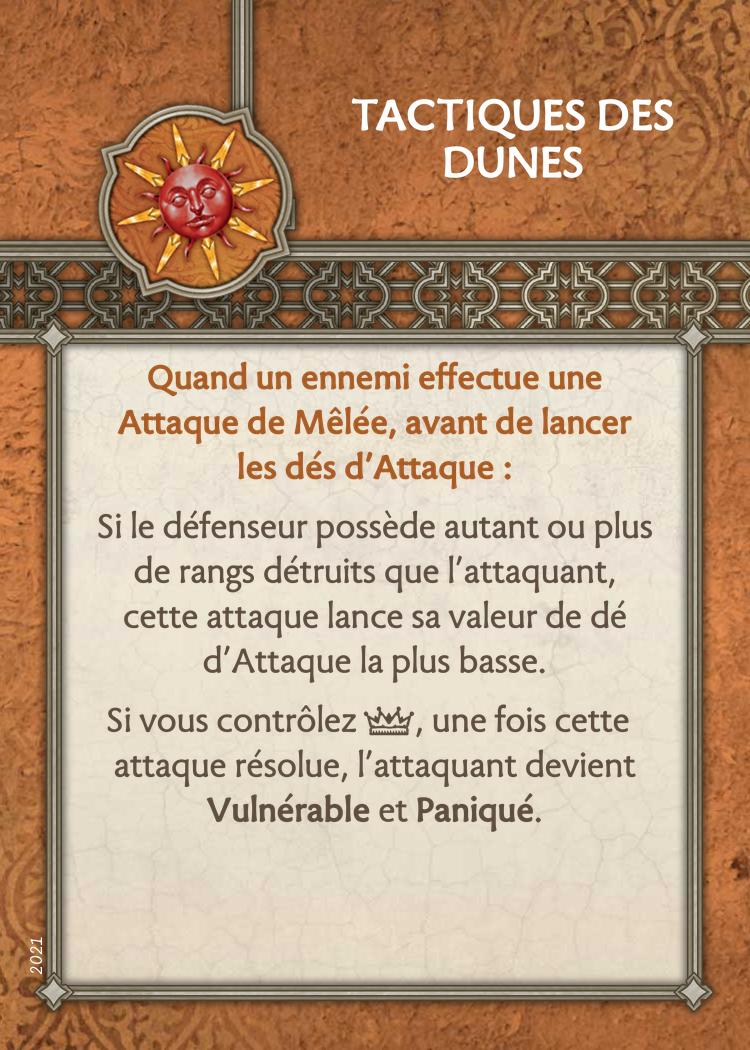 TACTIQUES DES
DUNES
Quand un ennemi effectue une
Attaque de Mêlée, avant de lancer
les dés d’Attaque :
Si le défenseur possède autant ou plus
de rangs détruits que l’attaquant,
cette attaque lance sa valeur de dé
d’Attaque la plus basse.
Si vous contrôlez , une fois cette
attaque résolue, l’attaquant devient
Vulnérable et Paniqué.
2021